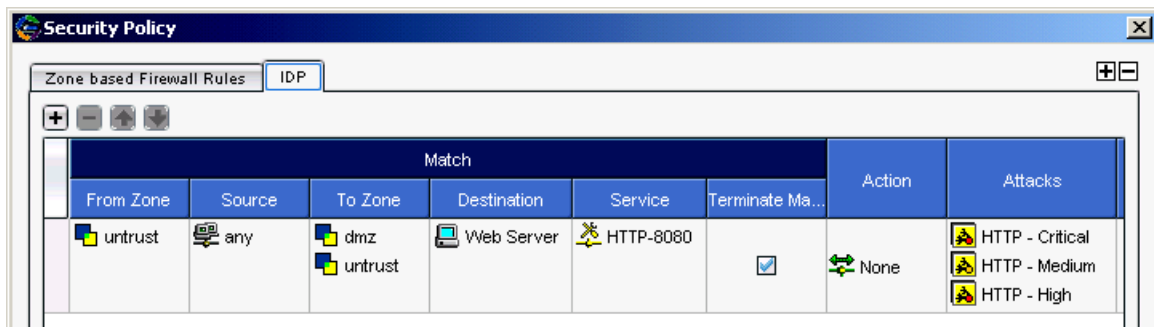 Security Policy
Zone based Firewall Rules IDP
Match Action Attacks
From Zone Source To Zone Destination Service Terminate Ma...
untrust any dmz Web Server HTTP-8080 None HTTP - Critical
untrust HTTP - Medium
HTTP - High